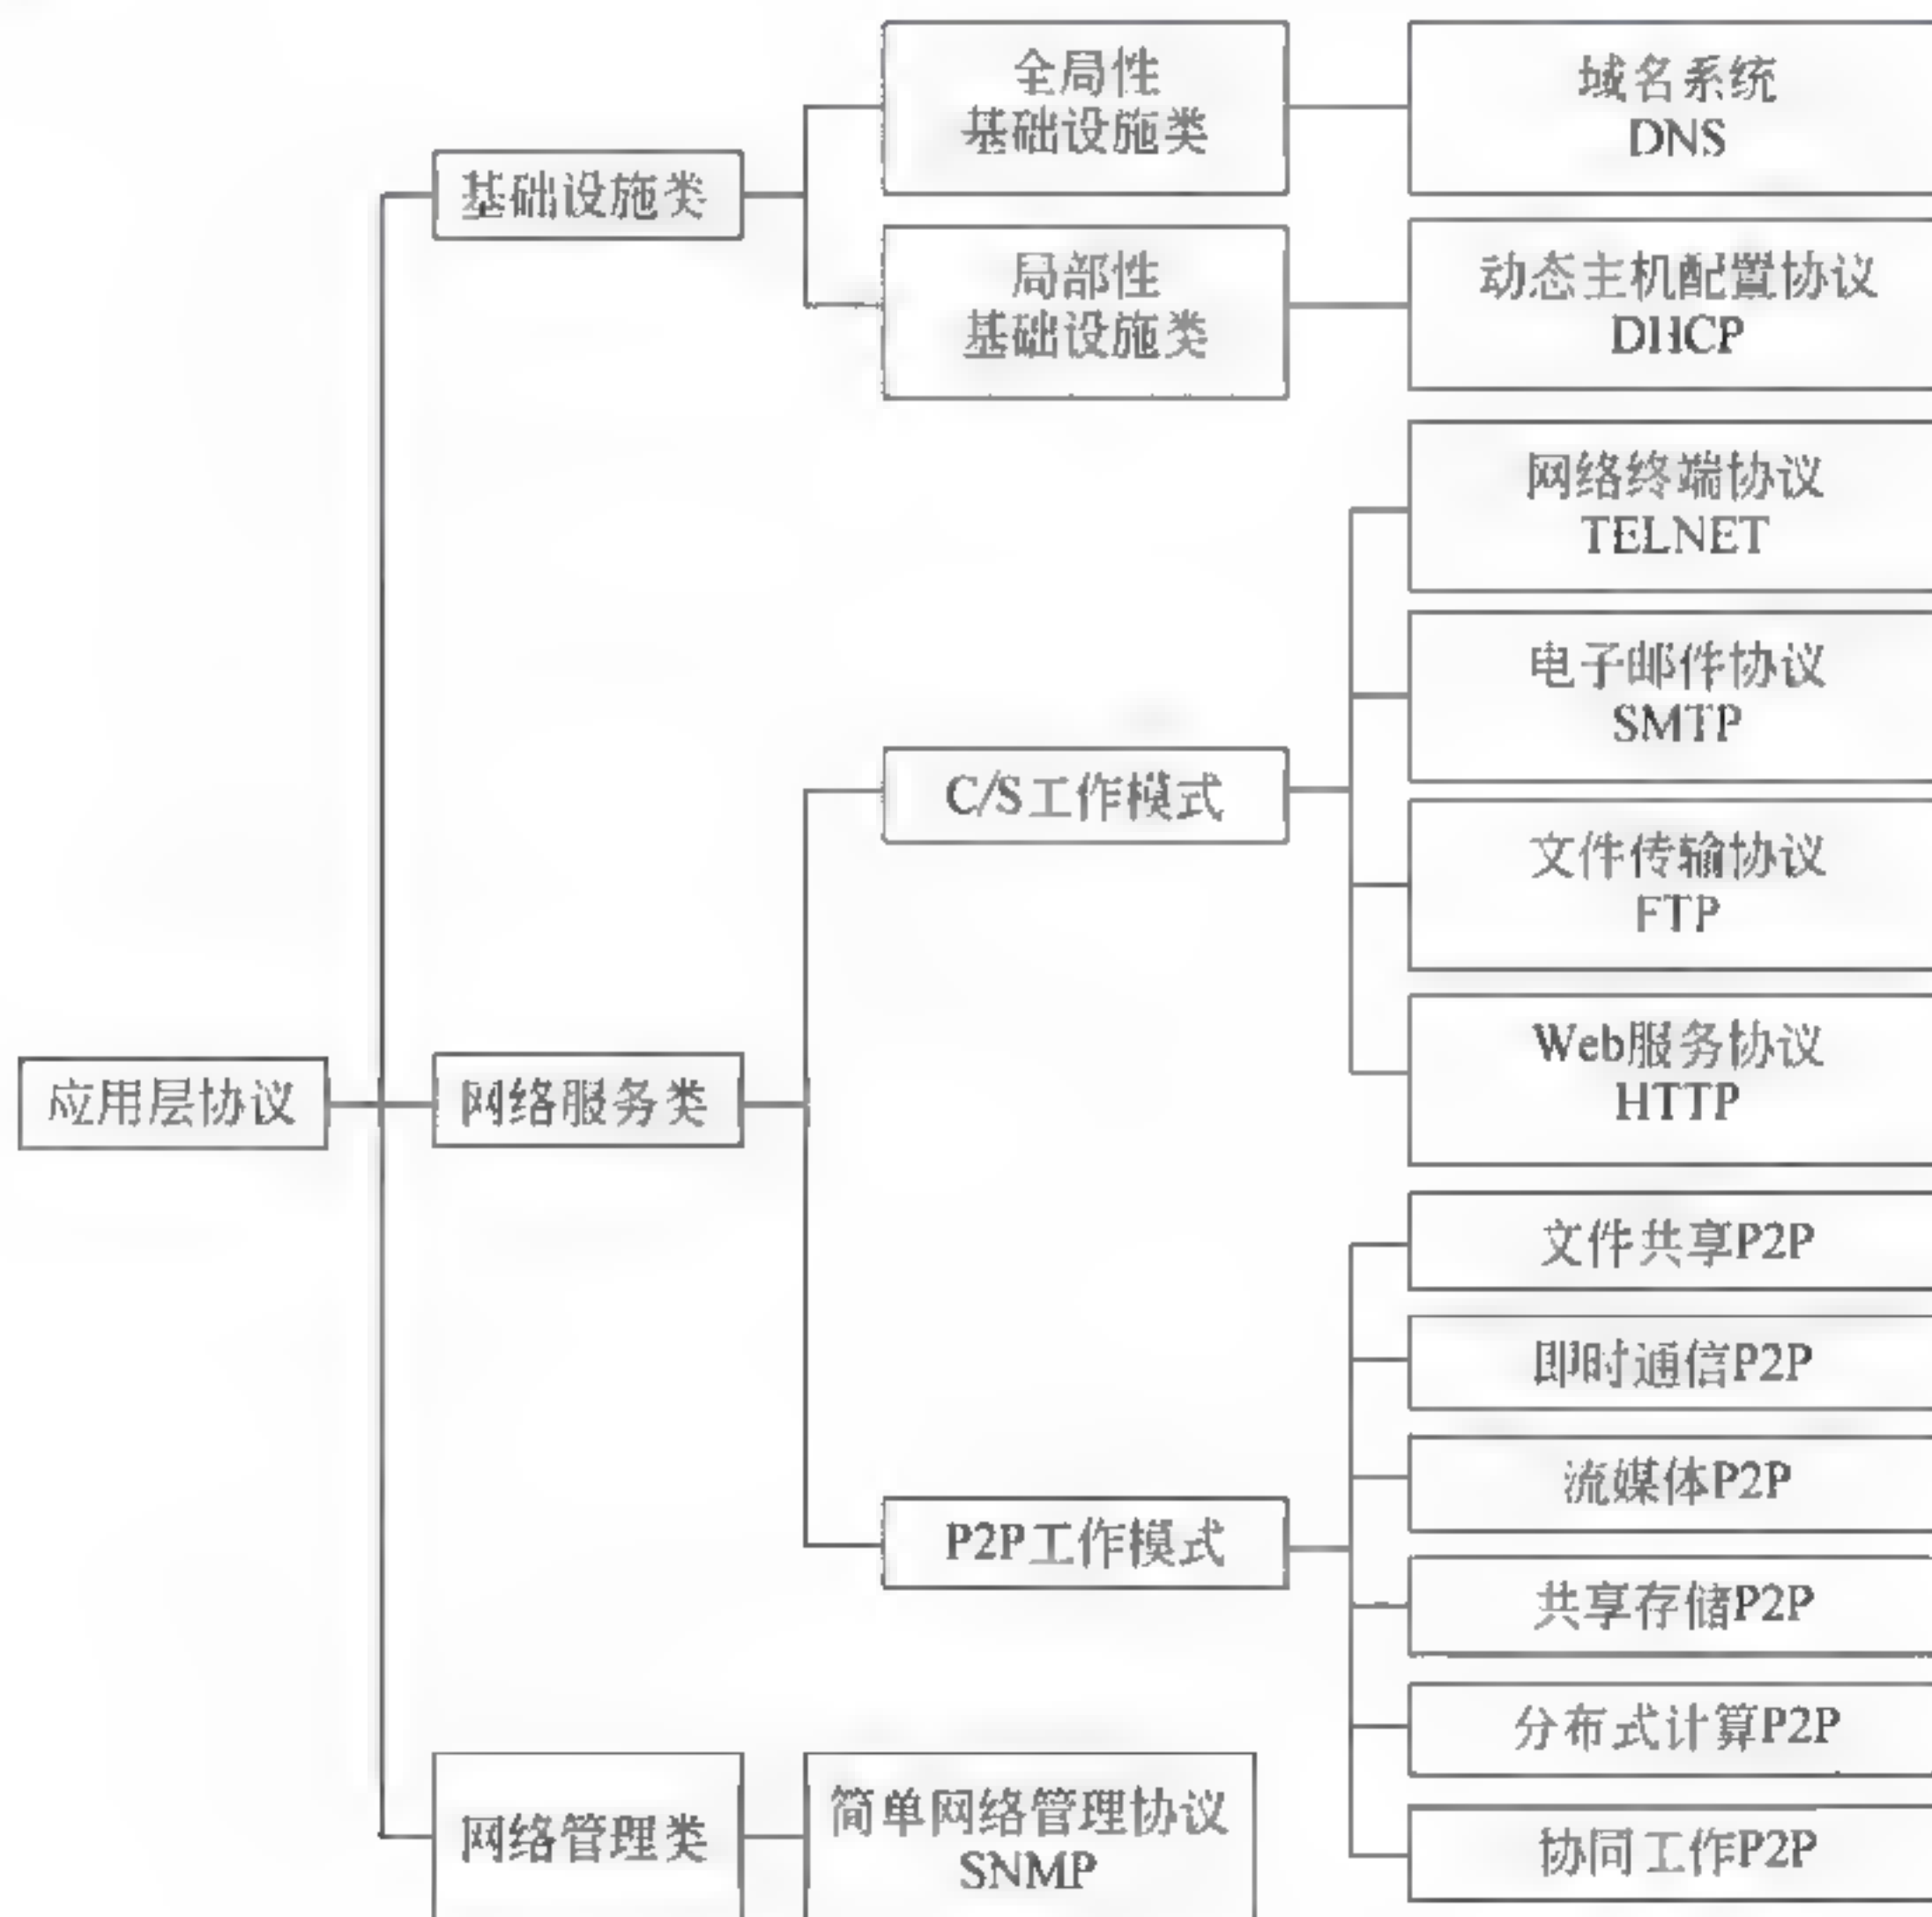 全局性
基础设施类
域名系统
DNS
基础设施类
局部性
基础设施类
动态主机配置协议
DHCP
网络终端协议
TELNET
电子邮件协议
SMTP
C/S工作模式
文件传输协议
FTP
Web服务协议
HTTP
应用层协议
网络服务类
文件共享P2P
即时通信P2P
流媒体P2P
P2P工作模式
共享存储P2P
分布式计算P2P
网络管理类
简单网络管理协议
SNMP
协同工作P2P